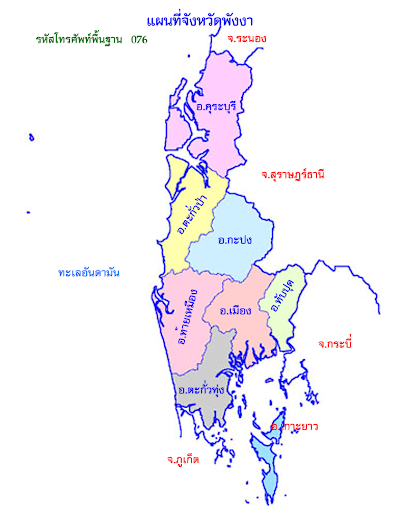 แผนที่จังหวัดพังงา
รหัสโทรศัพท์พื้นฐาน 076
จ.ระนอง
อ.คุระบุรี
จ.สุราษฎร์ธานี
อ.ตะกั่วป่า
อ.กะปง
ทะเลอันดามัน
อ.ทับปุด
อ.ท้ายเหมือง
อ.เมือง
จ.กระบี่
อ.ตะกั่วทุ่ง
อ.เกาะยาว
จ.ภูเก็ต